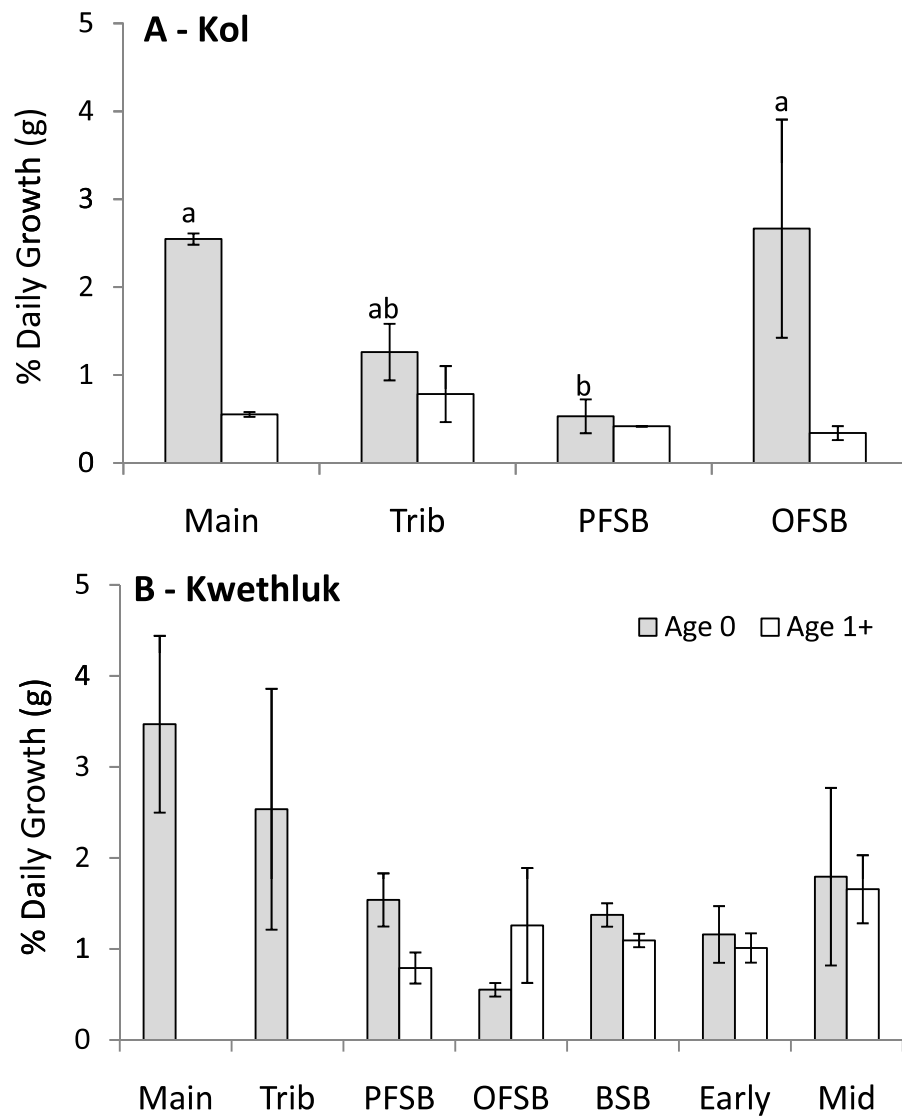 A - Kol
% Daily Growth (g)
5
4
3
2
1
0
a
ab
b
a
Main Trib PFSB OFSB
B - Kwethluk
% Daily Growth (g)
5
4
3
2
1
0
Age 0 Age 1+
Main Trib PFSB OFSB BSB Early Mid